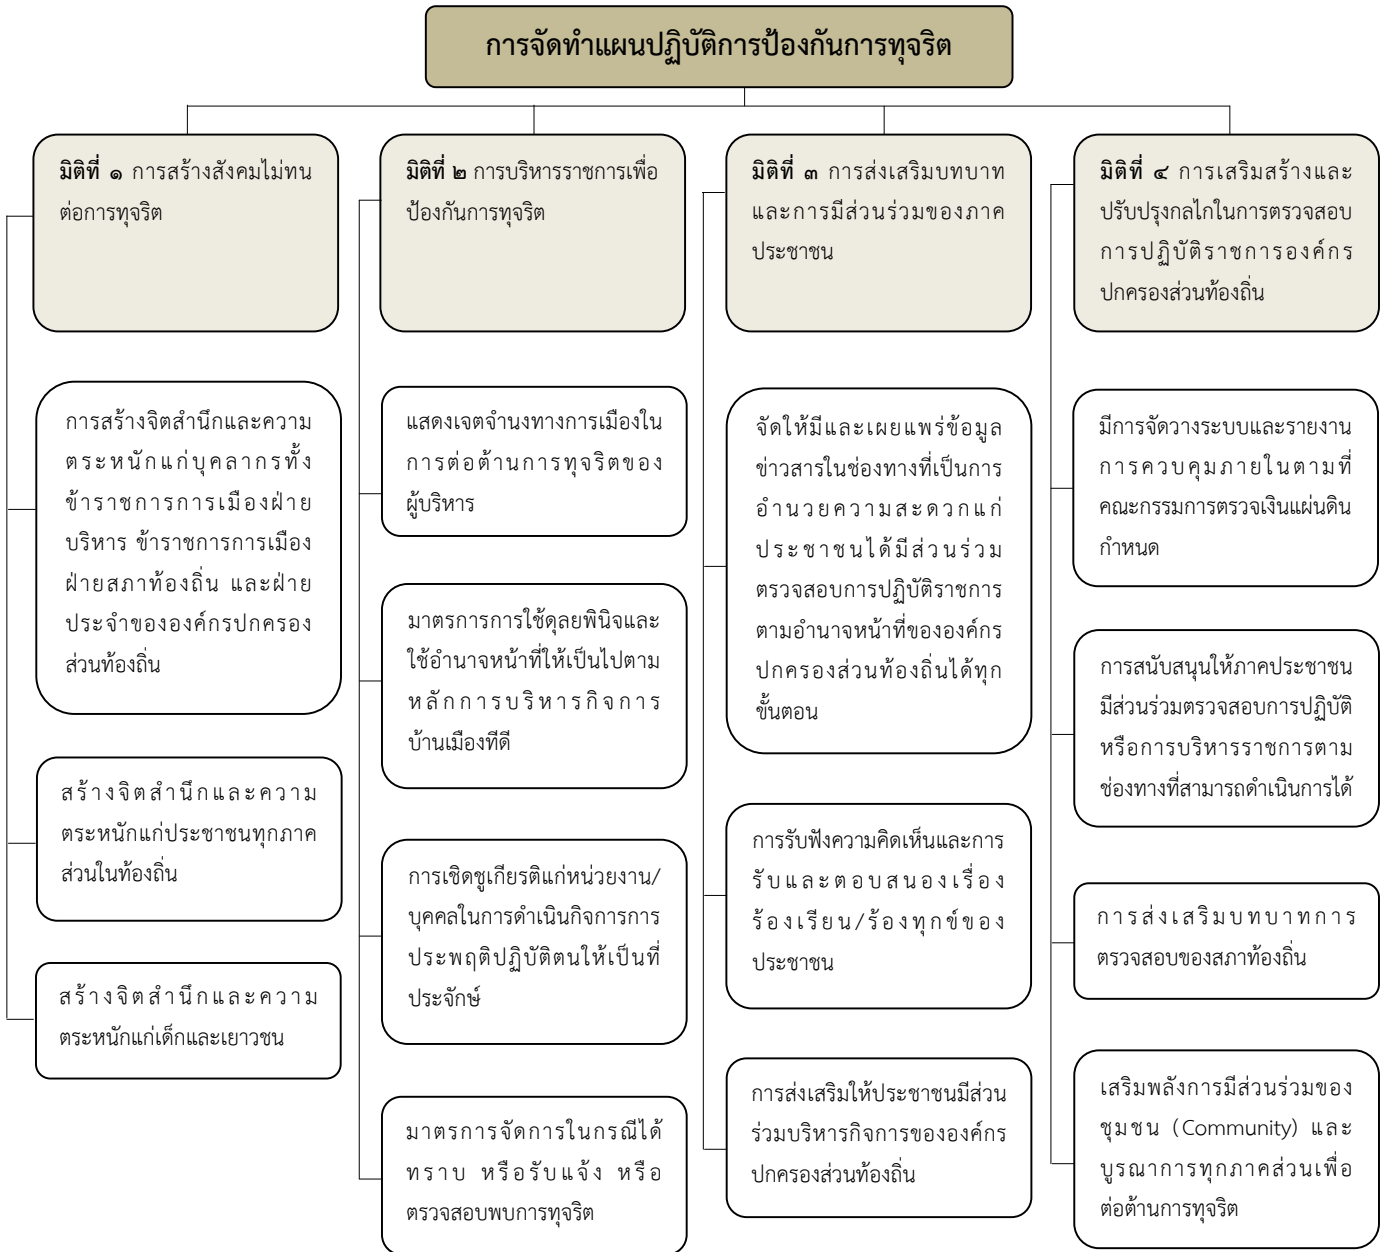 การจัดทำแผนปฏิบัติการป้องกันการทุจริต
มิติที่ ๑ การสร้างสังคมไม่ทน
ต่อการทุจริต
การสร้างจิตสำนึกและความ
ตระหนักแก่บุคลากรทั้ง
ข้าราชการการเมืองฝ่าย
บริหาร ข้าราชการการเมือง
ฝ่ายสภาท้องถิ่น และฝ่าย
ประจำขององค์กรปกครอง
ส่วนท้องถิ่น
สร้างจิตสำนึกและความ
ตระหนักแก่ประชาชนทุกภาค
ส่วนในท้องถิ่น
สร้างจิตสำนึกและความ
ตระหนักแก่เด็กและเยาวชน
มิติที่ ๒ การบริหารราชการเพื่อ
ป้องกันการทุจริต
แสดงเจตจำนงทางการเมืองใน
การต่อต้านการทุจริตของ
ผู้บริหาร
มาตรการการใช้ดุลยพินิจและ
ใช้อำนาจหน้าที่ให้เป็นไปตาม
หลักการบริหารกิจการ
บ้านเมืองทีดี
การเชิดชูเกียรติแก่หน่วยงาน/
บุคคลในการดำเนินกิจการการ
ประพฤติปฏิบัติตนให้เป็นที่
ประจักษ์
มาตรการจัดการในกรณีได้
ทราบ หรือรับแจ้ง หรือ
ตรวจสอบพบการทุจริต
มิติที่ ๓ การส่งเสริมบทบาท
และการมีส่วนร่วมของภาค
ประชาชน
จัดให้มีและเผยแพร่ข้อมูล
ข่าวสารในช่องทางที่เป็นการ
อำนวยความสะดวกแก่
ประชาชนได้มีส่วนร่วม
ตรวจสอบการปฏิบัติราชการ
ตามอำนาจหน้าที่ขององค์กร
ปกครองส่วนท้องถิ่นได้ทุก
ขั้นตอน
การรับฟังความคิดเห็นและการ
รับและตอบสนองเรื่อง
ร้องเรียน/ร้องทุกข์ของ
ประชาชน
การส่งเสริมให้ประชาชนมีส่วน
ร่วมบริหารกิจการขององค์กร
ปกครองส่วนท้องถิ่น
มิติที่ ๔ การเสริมสร้างและ
ปรับปรุงกลไกในการตรวจสอบ
การปฏิบัติราชการองค์กร
ปกครองส่วนท้องถิ่น
มีการจัดวางระบบและรายงาน
การควบคุมภายในตามที่
คณะกรรมการตรวจเงินแผ่นดิน
กำหนด
การสนับสนุนให้ภาคประชาชน
มีส่วนร่วมตรวจสอบการปฏิบัติ
หรือการบริหารราชการตาม
ช่องทางที่สามารถดำเนินการได้
การส่งเสริมบทบาทการ
ตรวจสอบของสภาท้องถิ่น
เสริมพลังการมีส่วนร่วมของ
ชุมชน (Community) และ
บูรณาการทุกภาคส่วนเพื่อ
ต่อต้านการทุจริต